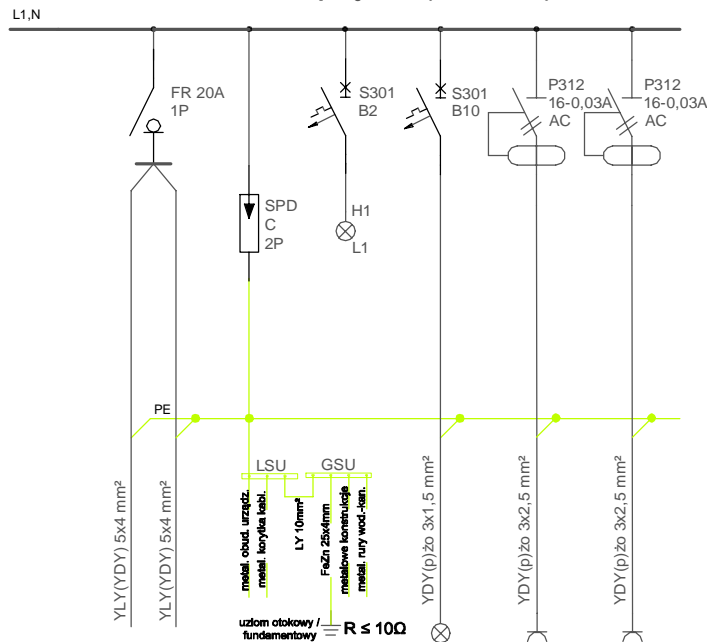 L1,N
FR 20A
1P
SPD
C
2P
S301
B2
H1
L1
S301
B10
P312
16-0,03A
AC
P312
16-0,03A
AC
PE
LSU
GSU
YLY(YDY) 5x4 mm²
YLY(YDY) 5x4 mm²
metal. obud. urządz.
metal. korytka kabl.
LY 10mm²
FeZn 25x4mm
metalowe konstrukcje
metal. rury wod.-kan.
YDY(p)żo 3x1,5 mm²
YDY(p)żo 3x2,5 mm²
YDY(p)żo 3x2,5 mm²
uziom otokowy /
fundamentowy
R ≤ 10Ω